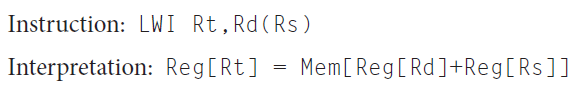 Instruction: LWI Rt,Rd(Rs)
Interpretation: Reg[Rt] = Mem[Reg[Rd]+Reg[Rs]]